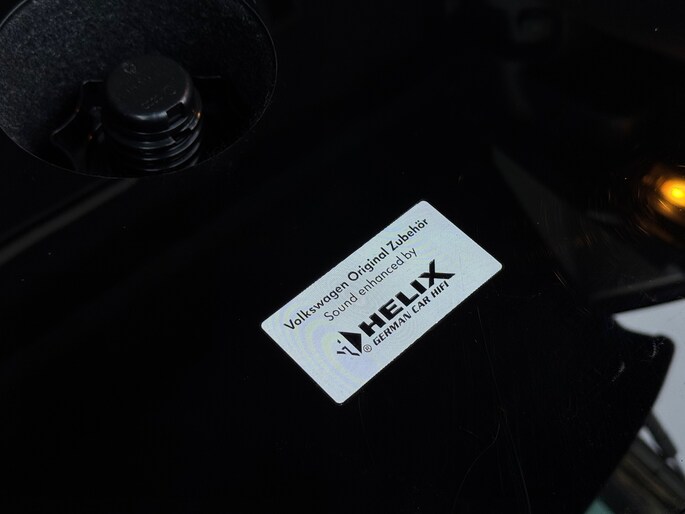 Volkswagen Original Zubehör
Sound enhanced by
HELIX
® GERMAN CAR HIFI